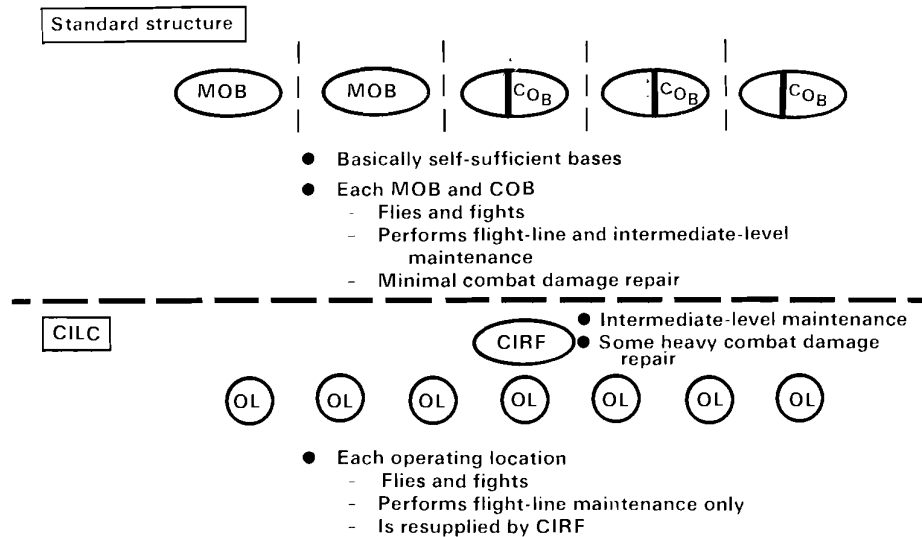 Standard structure
MOB MOB COB COB COB
● Basically self-sufficient bases
● Each MOB and COB
- Flies and fights
- Performs flight-line and intermediate-level
maintenance
- Minimal combat damage repair
CILC
CIRF
● Intermediate-level maintenance
● Some heavy combat damage
repair
OL OL OL OL OL OL OL
● Each operating location
- Flies and fights
- Performs flight-line maintenance only
- Is resupplied by CIRF